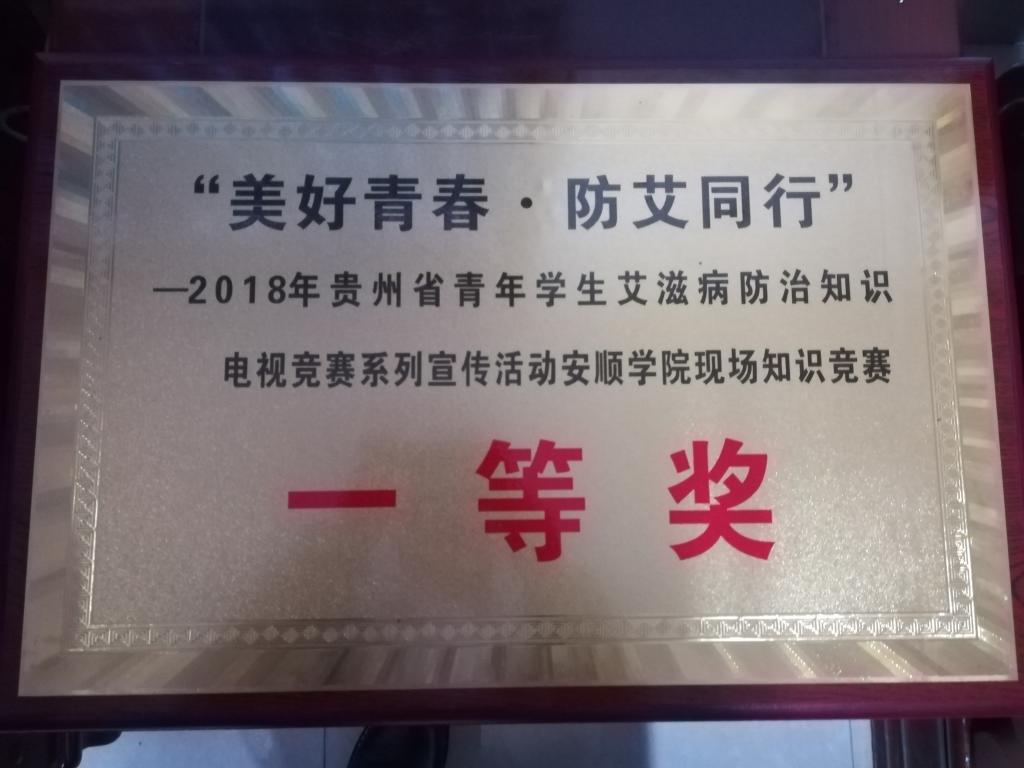 “美好青春·防艾同行”
—2018年贵州省青年学生艾滋病防治知识
电视竞赛系列宣传活动安顺学院现场知识竞赛
一等奖